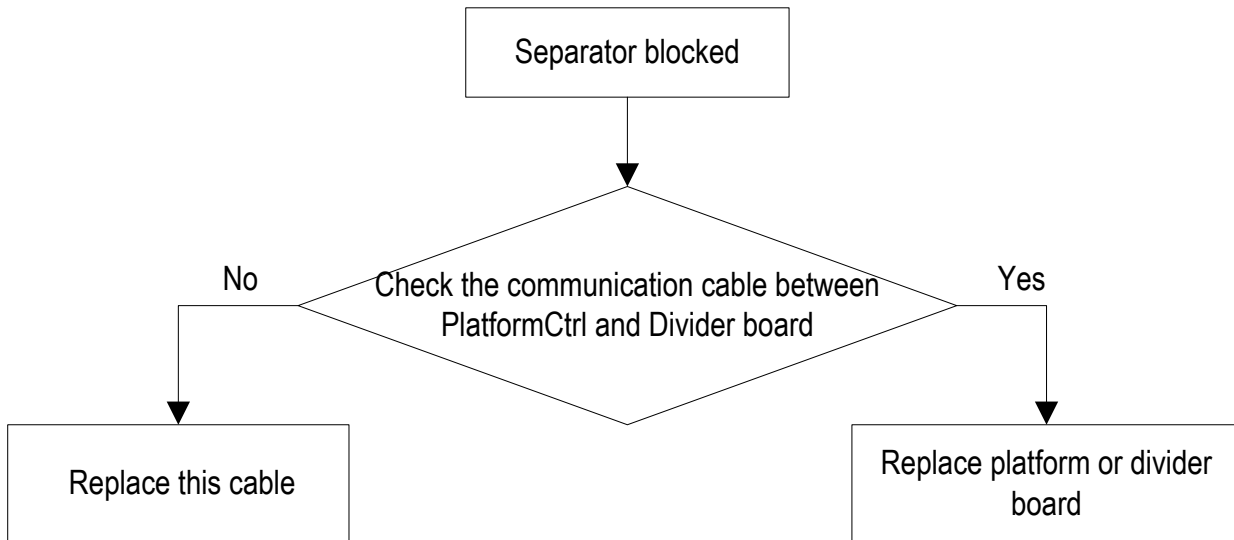 Separator blocked
No
Yes
Check the communication cable between
PlatformCtrl and Divider board
Replace this cable
Replace platform or divider
board